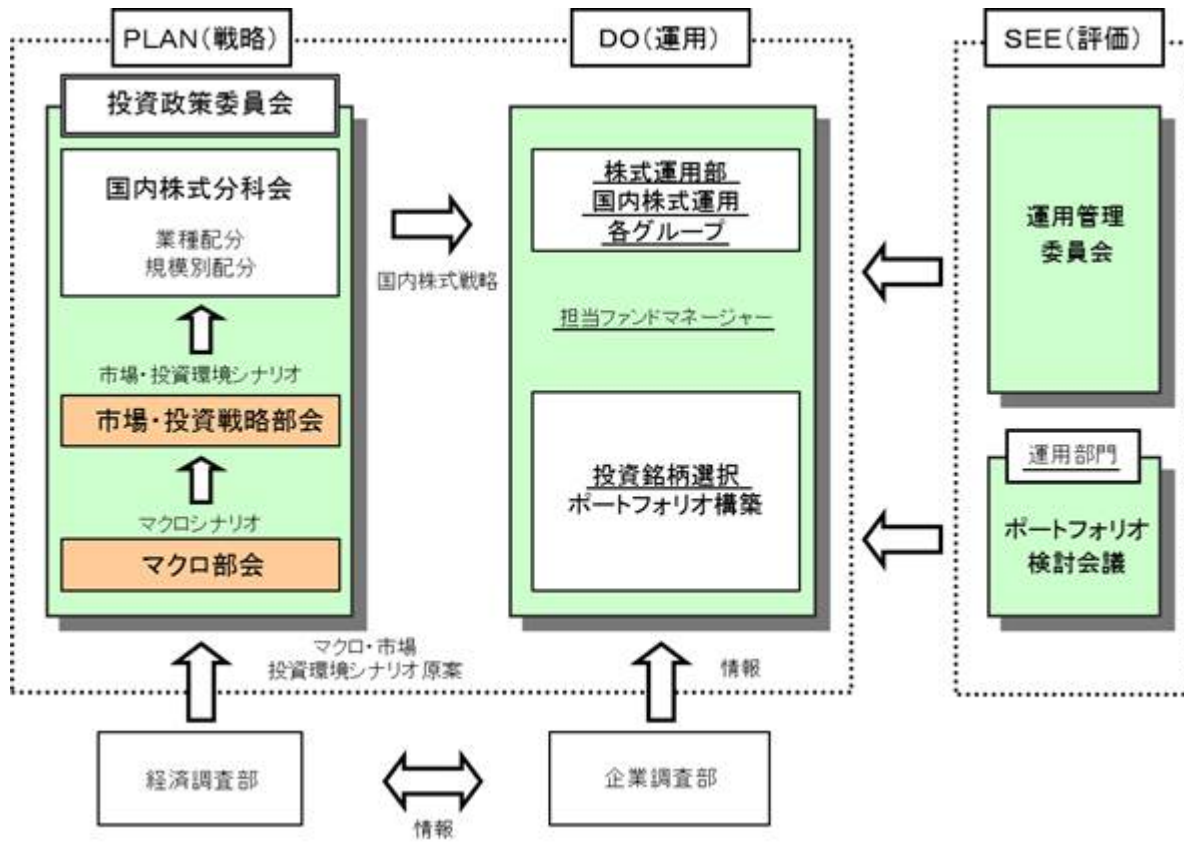 PLAN(戦略)
DO(運用)
SEE(評価)
投資政策委員会
国内株式分科会
業種配分
規模別配分
市場・投資環境シナリオ
市場・投資戦略部会
マクロシナリオ
マクロ部会
国内株式戦略
株式運用部
国内株式運用
各グループ
担当ファンドマネージャー
投資銘柄選択
ポートフォリオ構築
運用管理
委員会
運用部門
ポートフォリオ
検討会議
マクロ・市場
投資環境シナリオ原案
情報
経済調査部
情報
企業調査部